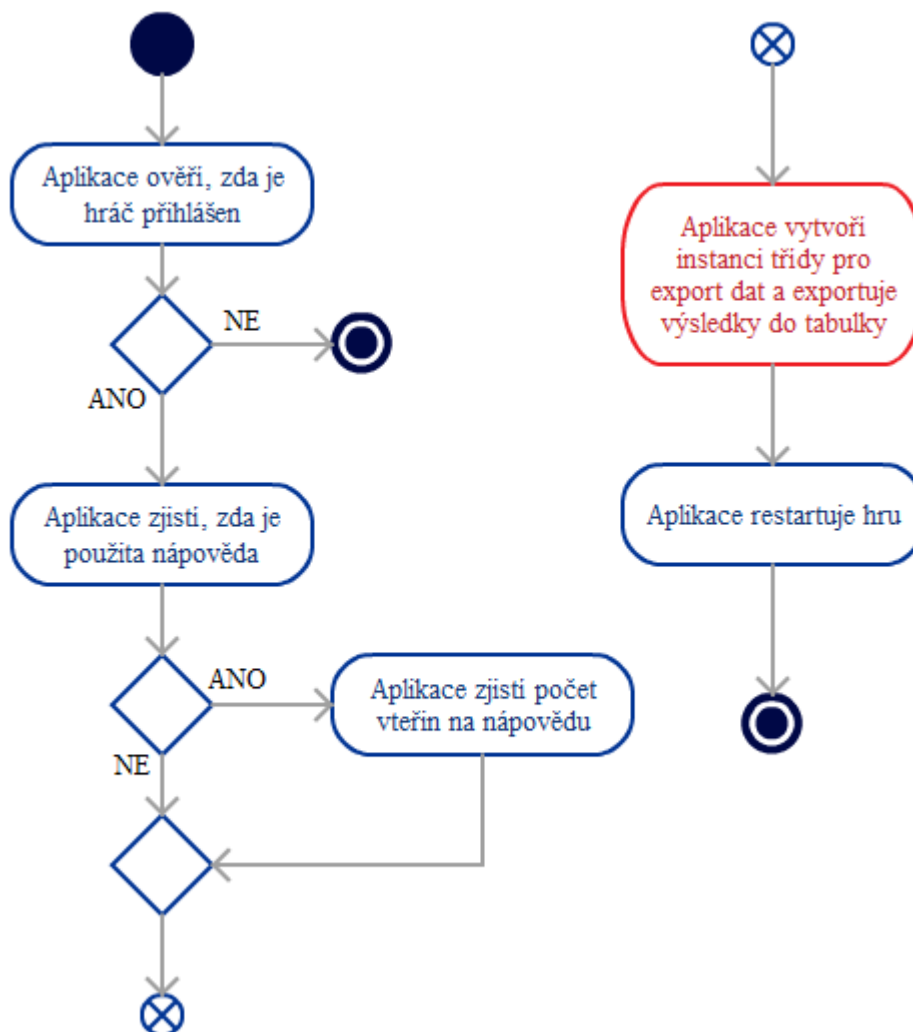 Aplikace ověří, zda je
hráč přihlášen
NE
ANO
Aplikace zjistí, zda je
použita nápověda
ANO
Aplikace zjistí počet
vteřin na nápovědu
NE
Aplikace vytvoří
instanci třídy pro
export dat a exportuje
výsledky do tabulky
Aplikace restartuje hru